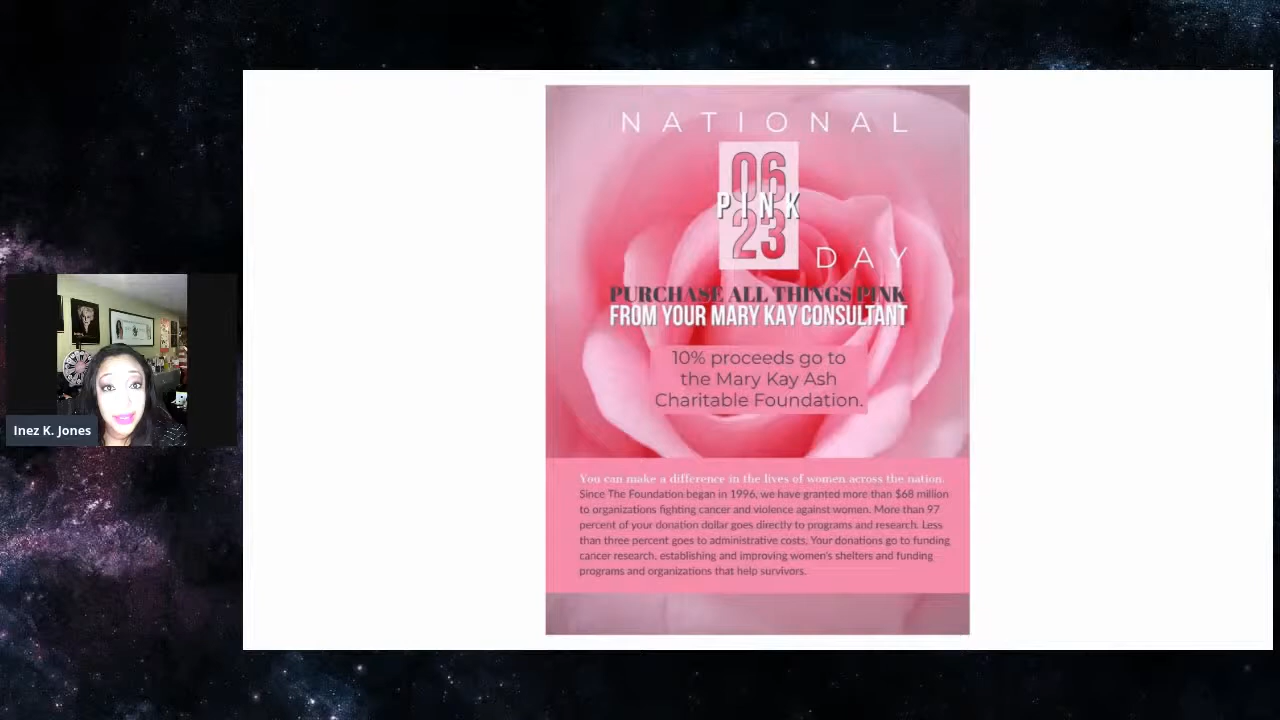 NATIONAL
06
PINK
23
DAY
PURCHASE ALL THINGS PINK
FROM YOUR MARY KAY CONSULTANT
10% proceeds go to
the Mary Kay Ash
Charitable Foundation.
You can make a difference in the lives of women across the nation.
Since The Foundation began in 1996, we have granted more than $68 million
to organizations fighting cancer and violence against women. More than 97
percent of your donation dollar goes directly to programs and research. Less
than three percent goes to administrative costs. Your donations go to funding
cancer research, establishing and improving women's shelters and funding
programs and organizations that help survivors.
Inez K. Jones